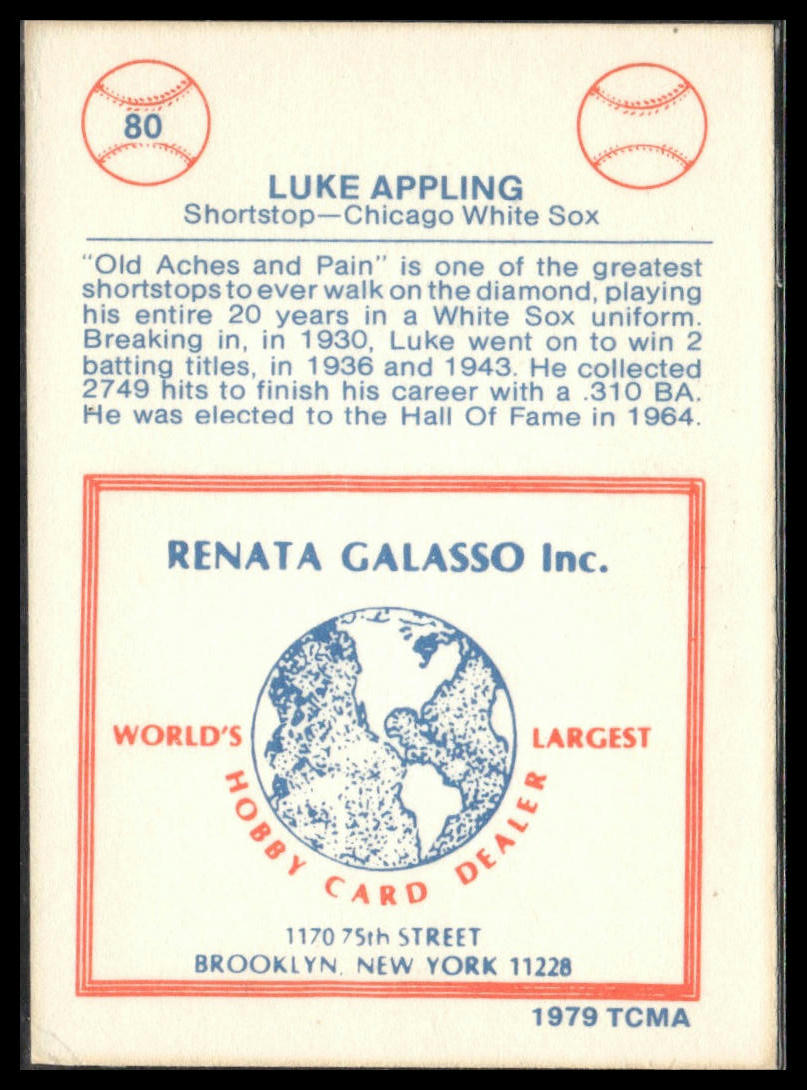 80
LUKE APPLING
Shortstop—Chicago White Sox
"Old Aches and Pain" is one of the greatest
shortstops to ever walk on the diamond, playing
his entire 20 years in a White Sox uniform.
Breaking in, in 1930, Luke went on to win 2
batting titles, in 1936 and 1943. He collected
2749 hits to finish his career with a .310 BA.
He was elected to the Hall Of Fame in 1964.
RENATA GALASSO Inc.
WORLD'S LARGEST
HOBBY CARD DEALER
1170 75th STREET
BROOKLYN, NEW YORK 11228
1979 TCMA